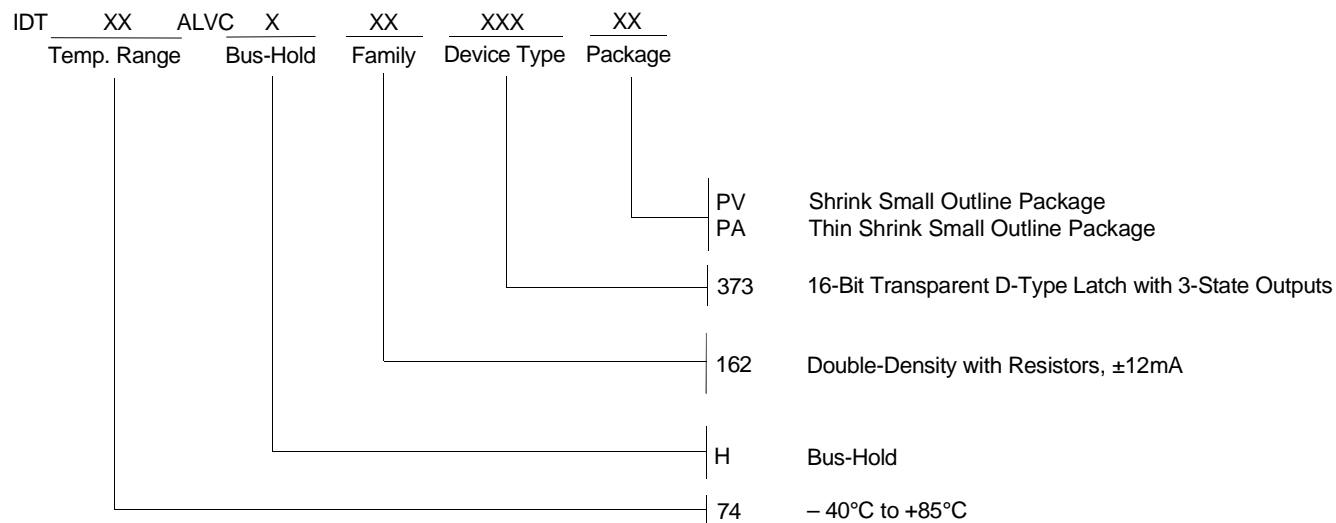 IDT XX ALVC X XX XXX XX
Temp. Range Bus-Hold Family Device Type Package
PV Shrink Small Outline Package
PA Thin Shrink Small Outline Package
373 16-Bit Transparent D-Type Latch with 3-State Outputs
162 Double-Density with Resistors, ±12mA
H Bus-Hold
74 – 40°C to +85°C